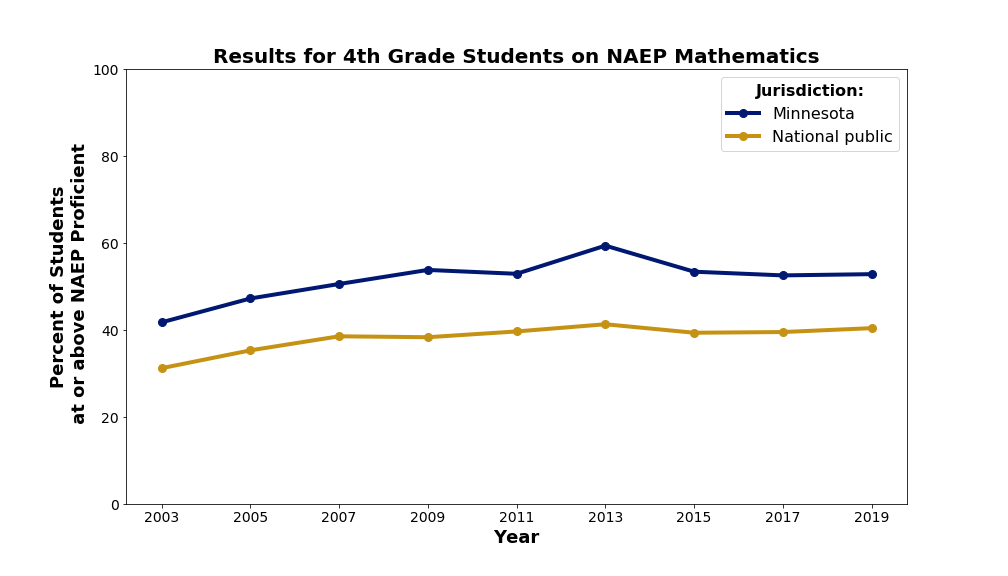 Results for 4th Grade Students on NAEP Mathematics
Jurisdiction:
Minnesota
National public
Percent of Students
at or above NAEP Proficient
100
80
60
40
20
0
2003 2005 2007 2009 2011 2013 2015 2017 2019
Year